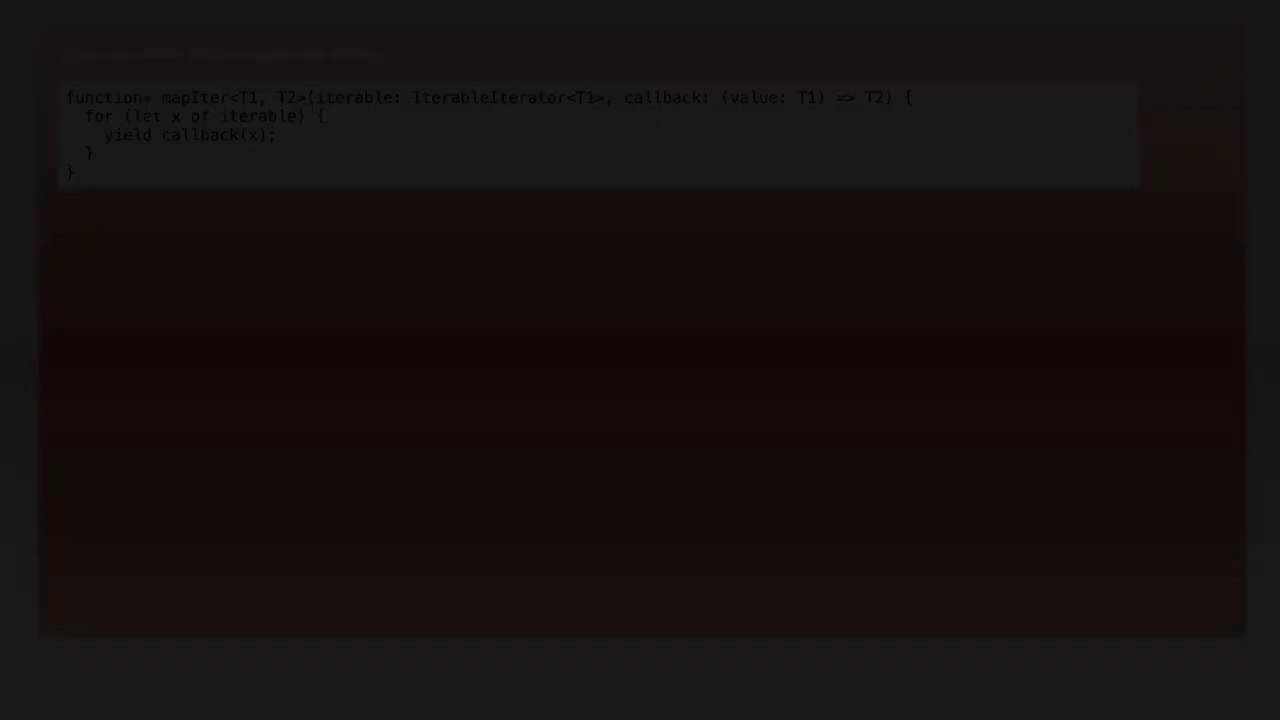 function* mapIter<T1, T2>(iterable: IterableIterator<T1>, callback: (value: T1) => T2) {
  for (let x of iterable) {
    yield callback(x);
  }
}